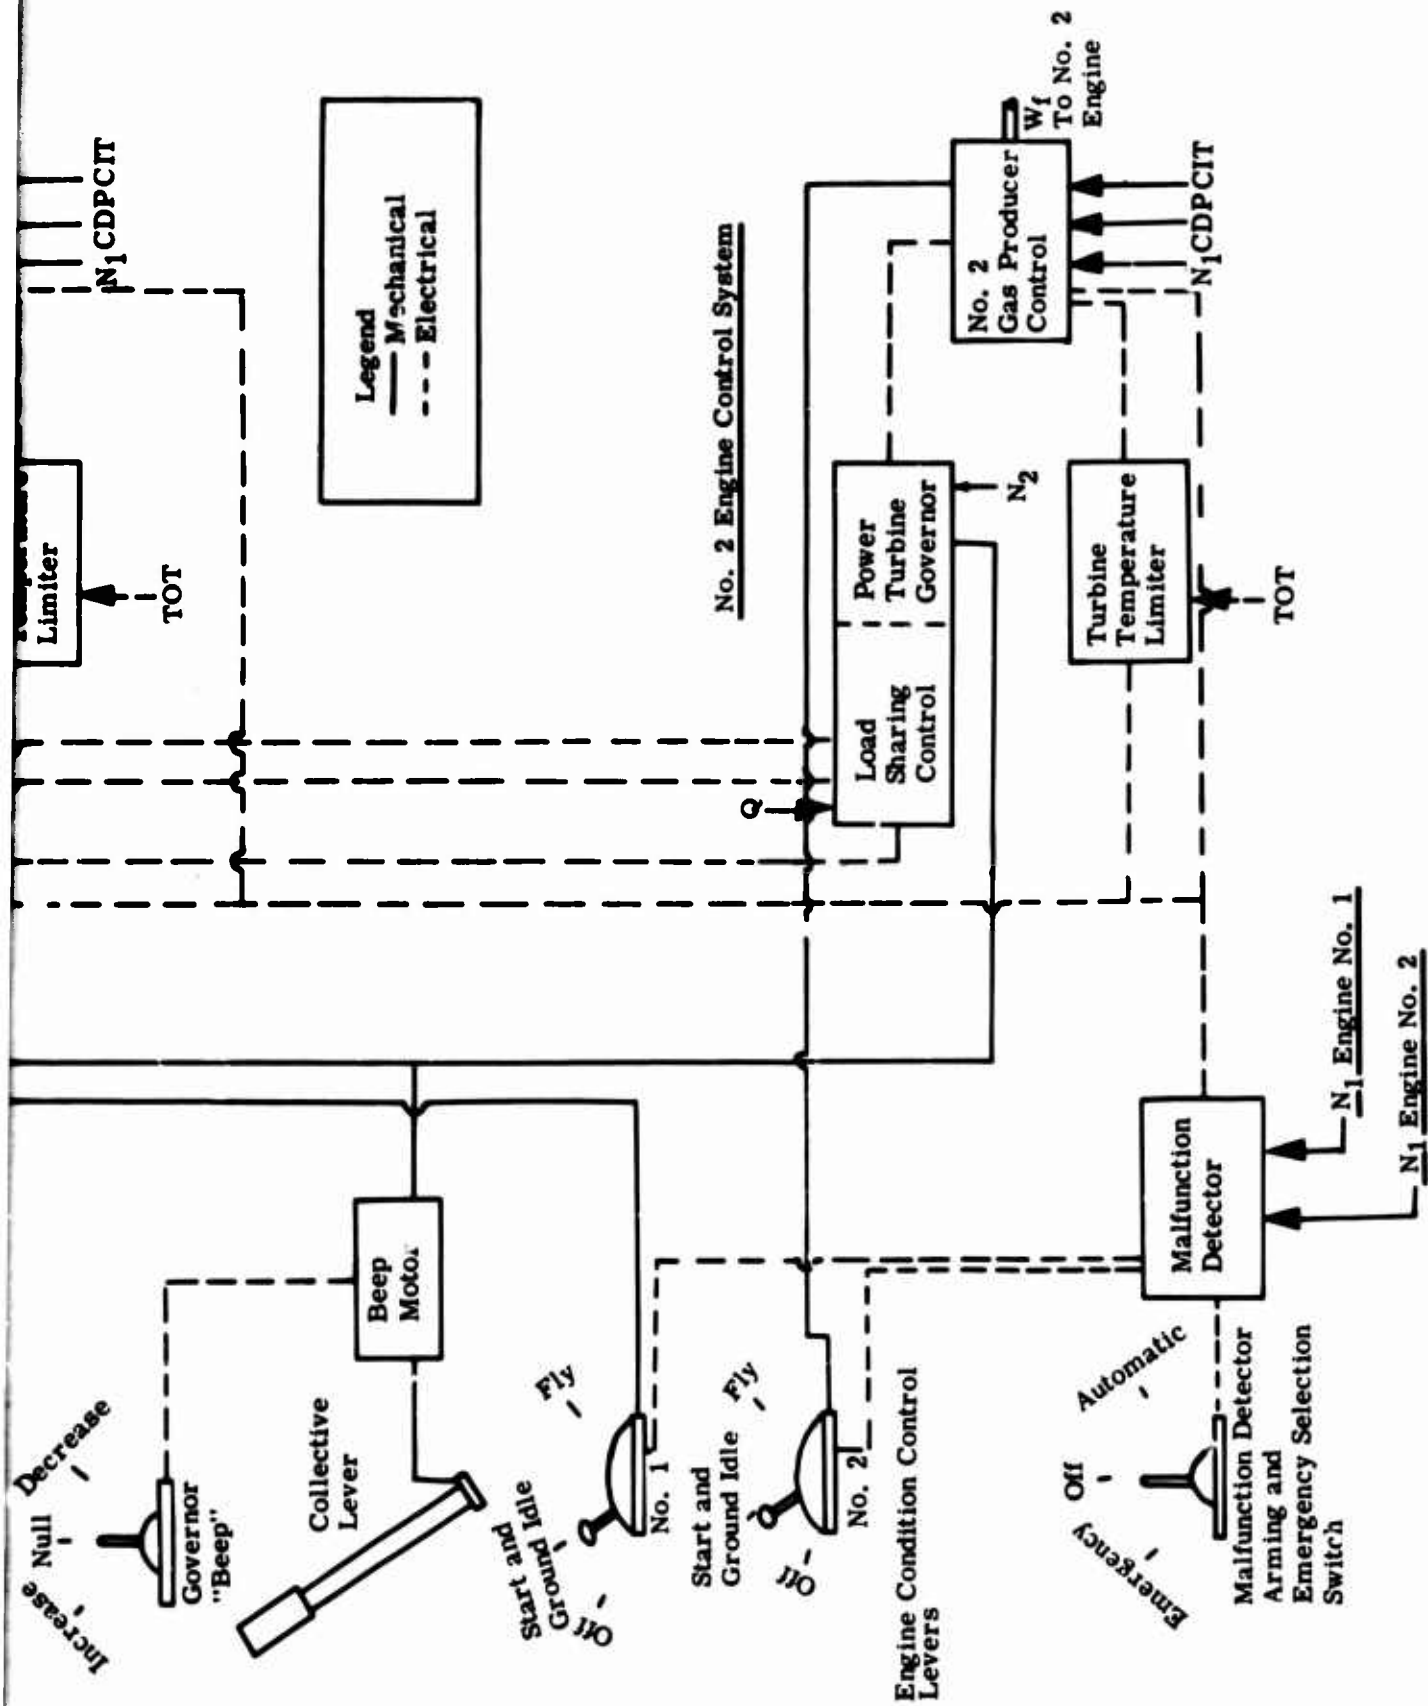 Increase
Null
Decrease
Governor
"Beep"
Collective
Lever
Beep
Motor
Start and
Ground Idle
Off
Fly
No. 1
Start and
Ground Idle
Off
Fly
No. 2
Engine Condition Control
Levers
Emergency
Off
Automatic
Malfunction Detector
Arming and
Emergency Selection
Switch
Malfunction
Detector
N1 Engine No. 1
N1 Engine No. 2
Limiter
TOT
N1 CDP CIT
Legend
Mechanical
Electrical
No. 2 Engine Control System
Q
Load
Sharing
Control
Power
Turbine
Governor
N2
Turbine
Temperature
Limiter
TOT
No. 2
Gas Producer
Control
Wf
To No. 2
Engine
N1 CDP CIT